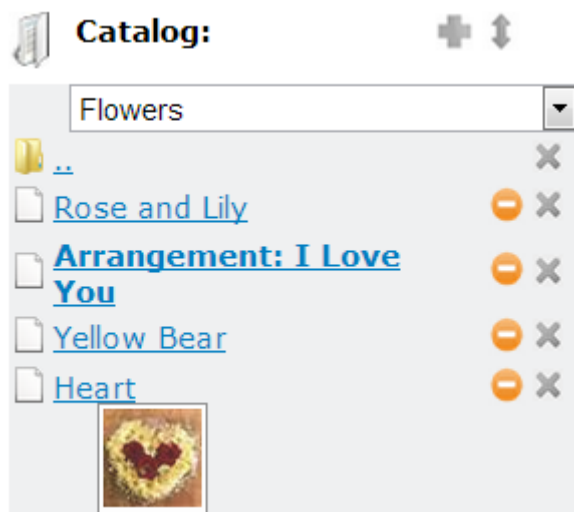 Catalog:
Flowers
..
Rose and Lily
Arrangement: I Love
You
Yellow Bear
Heart